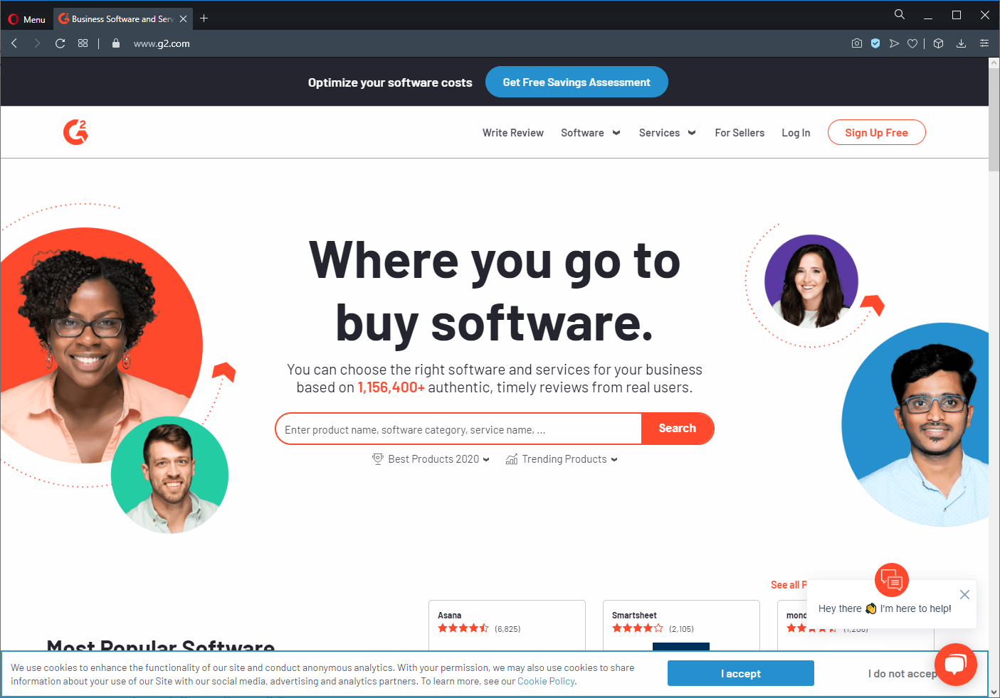 Menu
Business Software and Serv
www.g2.com
Optimize your software costs
Get Free Savings Assessment
G2
Write Review
Software
Services
For Sellers
Log In
Sign Up Free
Where you go to
buy software.
You can choose the right software and services for your business
based on 1,156,400+ authentic, timely reviews from real users.
Enter product name, software category, service name, ...
Search
Best Products 2020
Trending Products
See all P
Hey there 👏 I'm here to help!
Asana
(6,825)
Smartsheet
(2,105)
mond
Most Popular Software
We use cookies to enhance the functionality of our site and conduct anonymous analytics. With your permission, we may also use cookies to share
information about your use of our Site with our social media, advertising and analytics partners. To learn more, see our Cookie Policy.
I accept
I do not accep